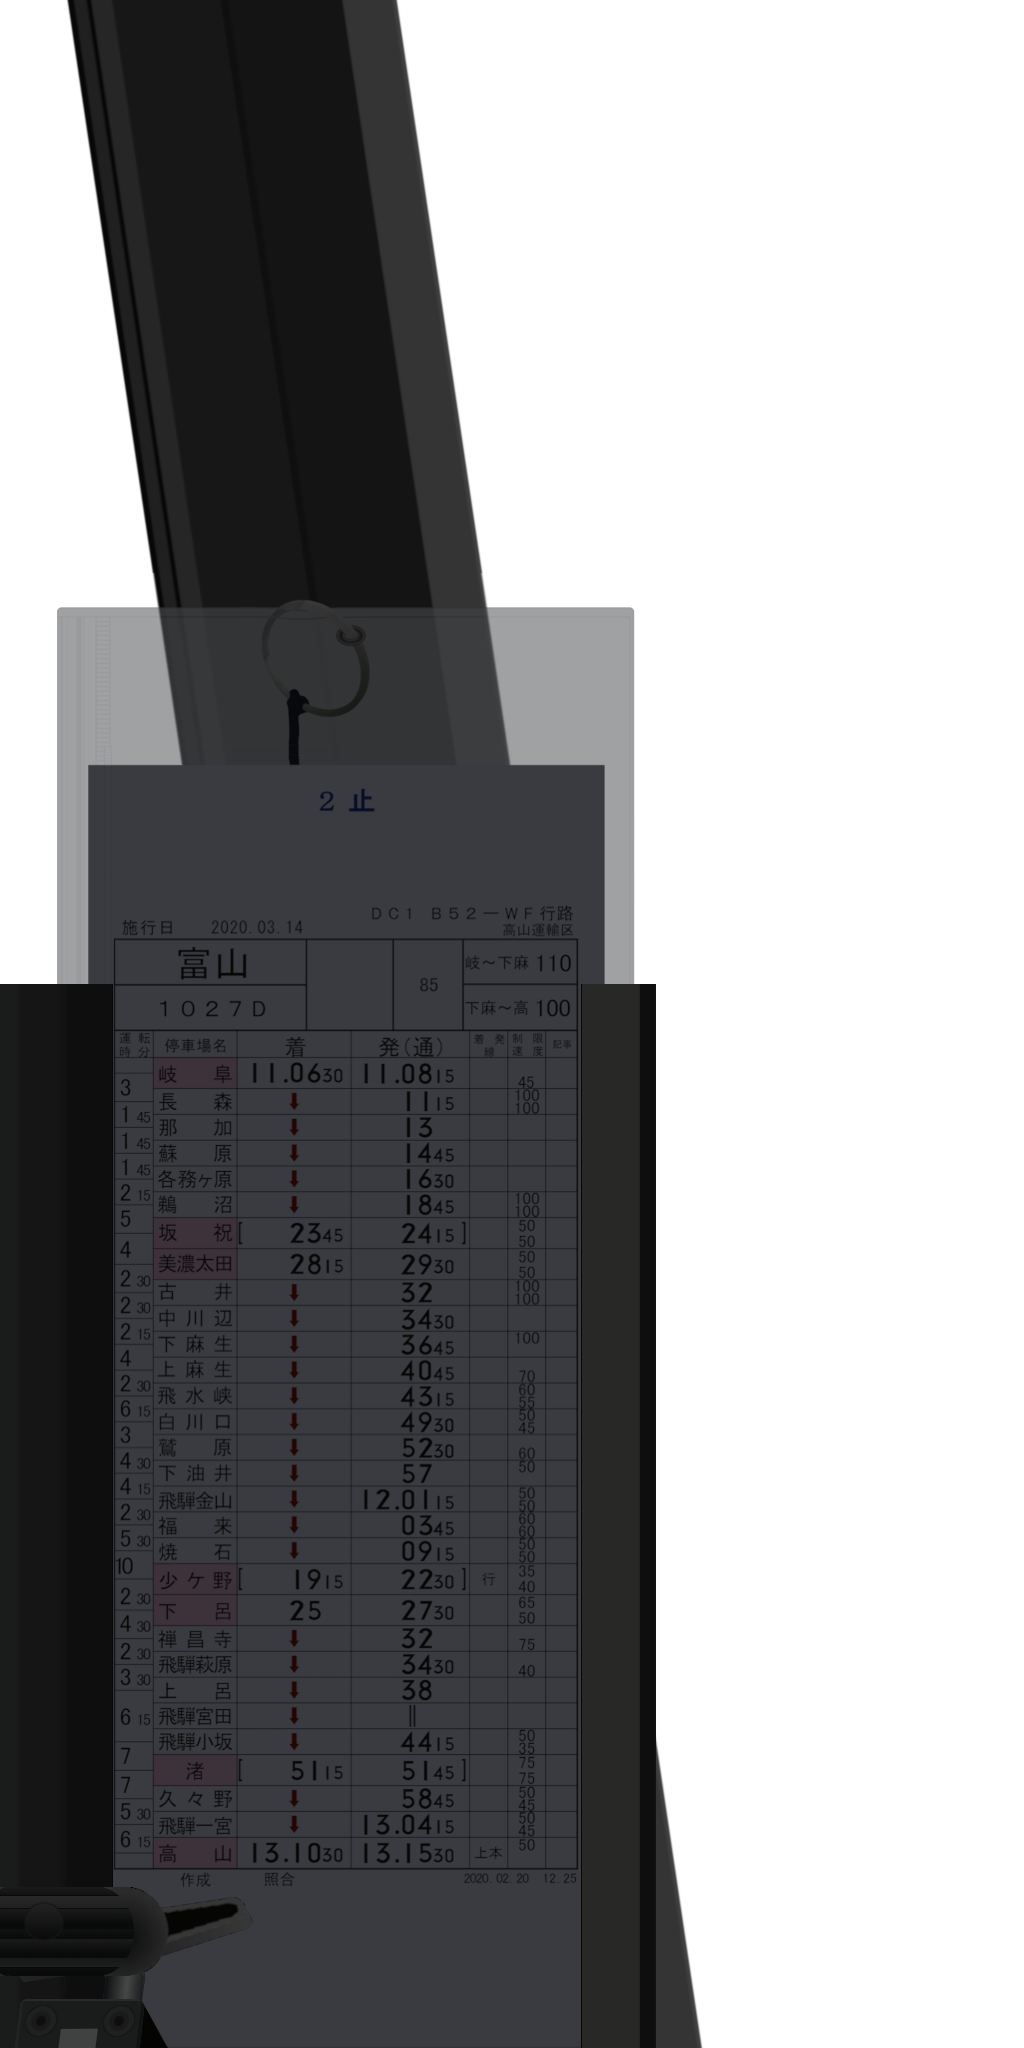 2 止
DC1 B52-WF行路
施行日 2020.03.14 高山運輸区
富山 85 岐~下麻 110
1027D 下麻~高 100
運転時分 停車場名 着 発(通) 着発線 制限速度 記事
岐阜 11.06 30 11.08 15 45
3
長森 ↓ 11 15 100 100
1 45
那加 ↓ 13
1 45
蘇原 ↓ 14 45
1 45
各務ヶ原 ↓ 16 30
2 15
鵜沼 ↓ 18 45 100 100
5
坂祝 [ 23 45 24 15 ] 50 50
4
美濃太田 28 15 29 30 50 50
2 30
古井 ↓ 32 100 100
2 30
中川辺 ↓ 34 30
2 15
下麻生 ↓ 36 45 100
4
上麻生 ↓ 40 45 70
2 30
飛水峡 ↓ 43 15 60 55
6 15
白川口 ↓ 49 30 50 45
3
鷲原 ↓ 52 30 60
4 30
下油井 ↓ 57 50
4 15
飛騨金山 ↓ 12.01 15 50 50
2 30
福来 ↓ 03 45 60 60
5 30
焼石 ↓ 09 15 50 50
10
少ケ野 [ 19 15 22 30 ] 行 35 40
2 30
下呂 25 27 30 65 50
4 30
禅昌寺 ↓ 32 75
2 30
飛騨萩原 ↓ 34 30 40
3 30
上呂 ↓ 38
6 15
飛騨宮田 ↓ ||
飛騨小坂 ↓ 44 15 50 35
7
渚 [ 51 15 51 45 ] 75 75
7
久々野 ↓ 58 45 50 45
5 30
飛騨一宮 ↓ 13.04 15 50 45
6 15
高山 13.10 30 13.15 30 上本 50
作成 照合 2020.02.20 12.25